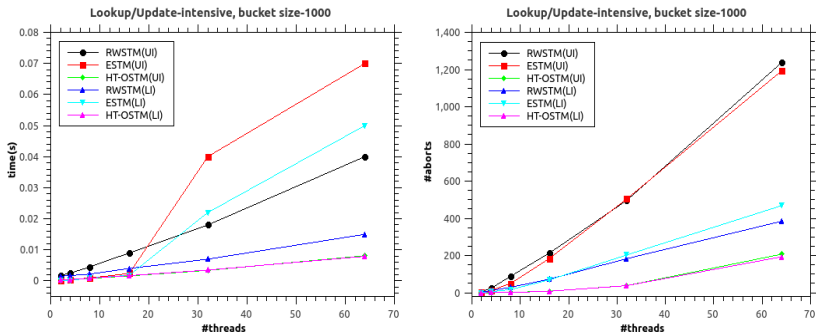 Lookup/Update-intensive, bucket size-1000
0.08
0.07
0.06
0.05
0.04
0.03
0.02
0.01
0
time(s)
RWSTM(UI)
ESTM(UI)
HT-OSTM(UI)
RWSTM(LI)
ESTM(LI)
HT-OSTM(LI)
0 10 20 30 40 50 60 70
#threads
Lookup/Update-intensive, bucket size-1000
1,400
1,200
1,000
800
600
400
200
0
#aborts
RWSTM(UI)
ESTM(UI)
HT-OSTM(UI)
RWSTM(LI)
ESTM(LI)
HT-OSTM(LI)
0 10 20 30 40 50 60 70
#threads